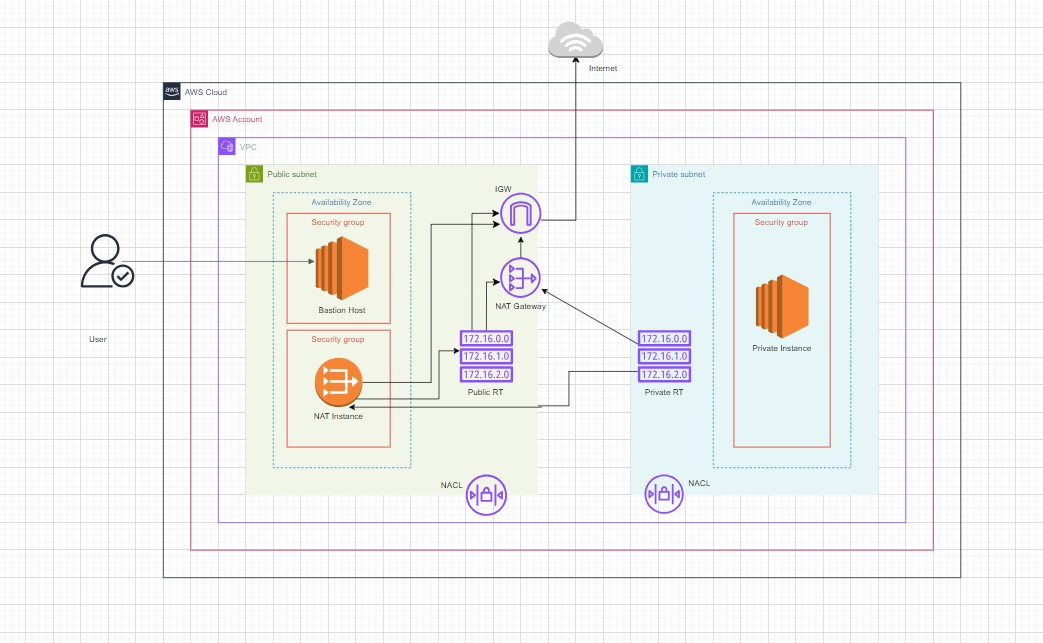 Internet
aws
AWS Cloud
AWS Account
VPC
Public subnet
Private subnet
IGW
Availability Zone
Availability Zone
Security group
Security group
Bastion Host
NAT Gateway
User
Security group
172.16.0.0
172.16.1.0
172.16.2.0
Public RT
172.16.0.0
172.16.1.0
172.16.2.0
Private RT
Private Instance
NAT Instance
NACL
NACL